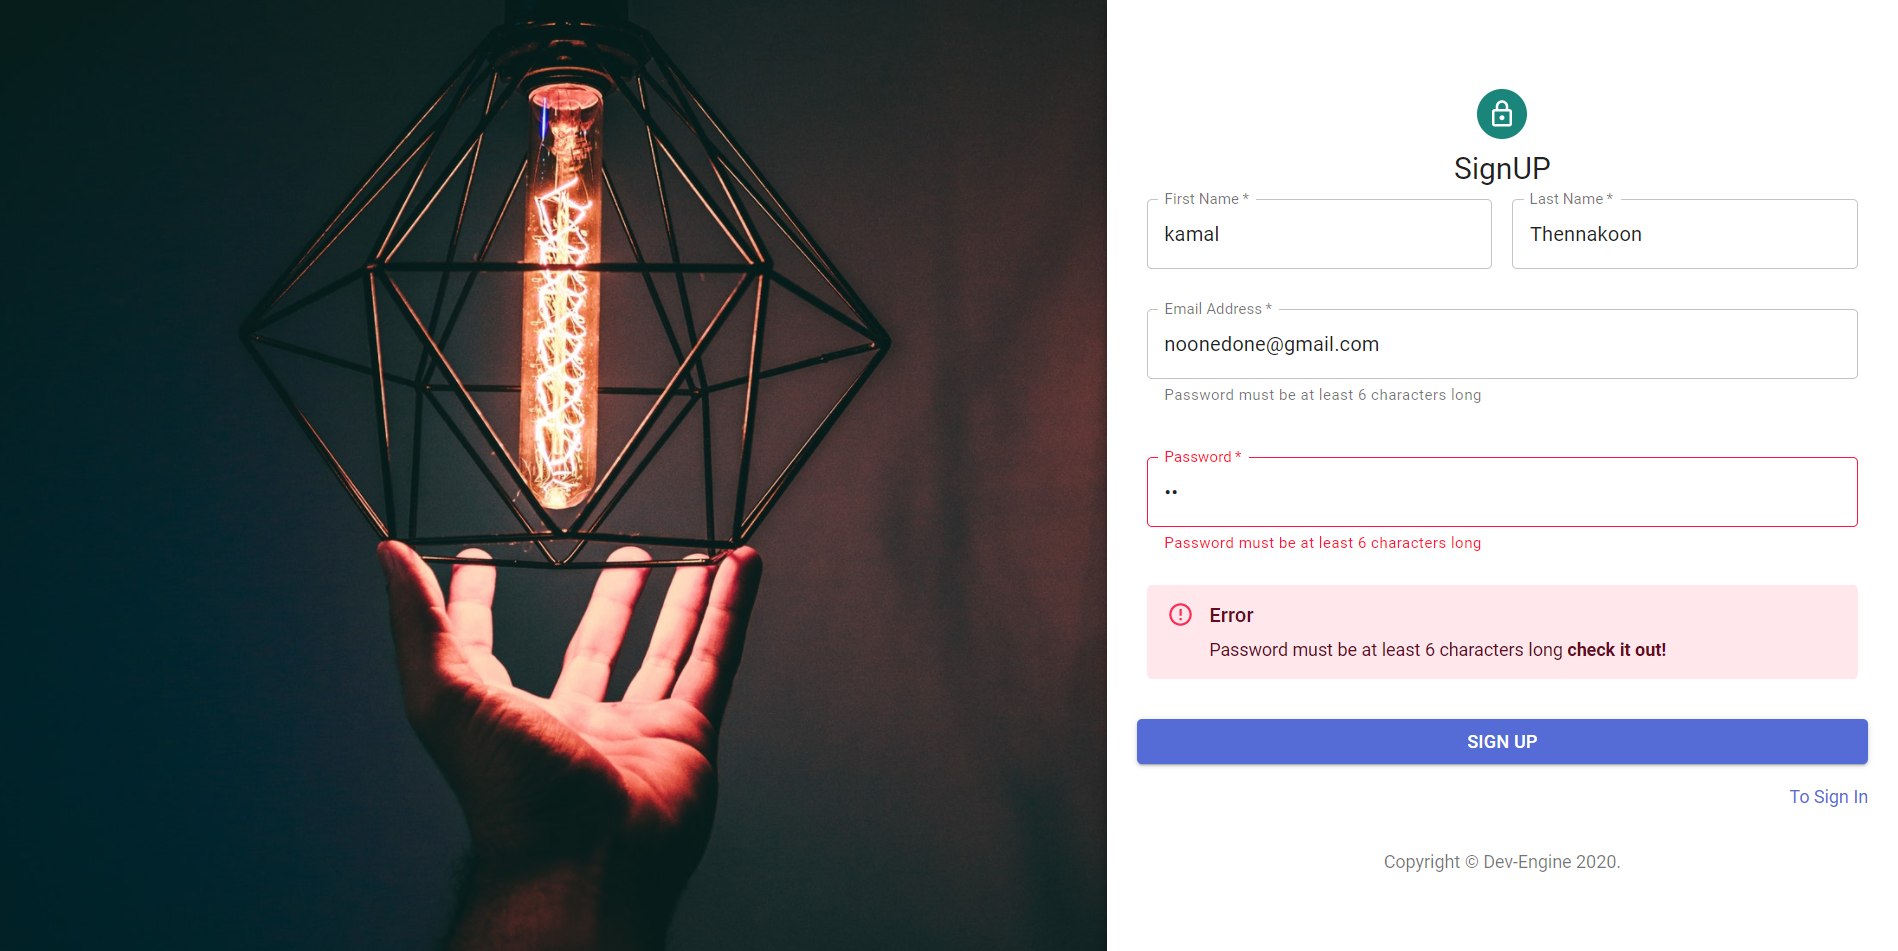 SignUP
First Name *
Last Name *
kamal
Thennakoon
Email Address *
noonedone@gmail.com
Password must be at least 6 characters long
Password *
••
Password must be at least 6 characters long
Error
Password must be at least 6 characters long check it out!
SIGN UP
To Sign In
Copyright © Dev-Engine 2020.